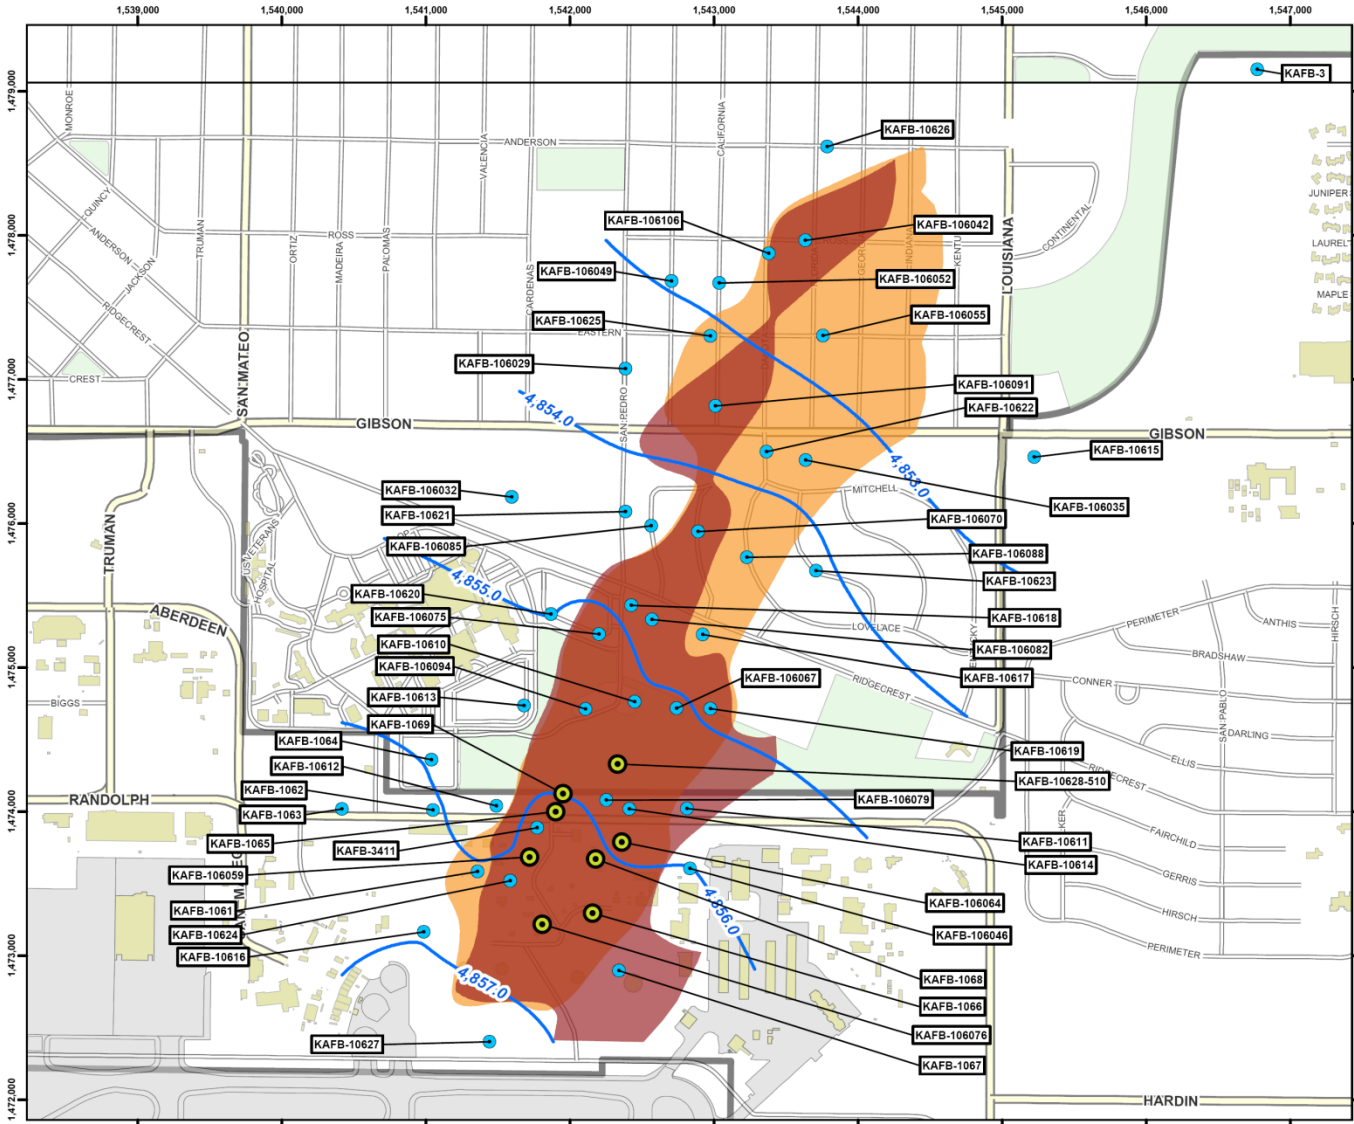 1,539,000
1,540,000
1,541,000
1,542,000
1,543,000
1,544,000
1,545,000
1,546,000
1,547,000
1,479,000
1,478,000
1,477,000
1,476,000
1,475,000
1,474,000
1,473,000
1,472,000
KAFB-3
MONROE
CALIFORNIA
KAFB-10626
VALENCIA
ANDERSON
JUNIPER
QUINCY
KAFB-106106
KAFB-106042
CONTINENTAL
TRUMAN
ORTIZ
ROSS
MADEIRA
PALOMAS
LOUISIANA
LAUREL
ANDERSON
JACKSON
KAFB-106049
KAFB-106052
CARDENAS
MAPLE
RIDGECREST
KAFB-10625
EASTERN
KAFB-106055
SAN MATEO
KAFB-106029
CREST
KAFB-106091
4,854.0
SAN PEDRO
KAFB-10622
GIBSON
GIBSON
KAFB-10615
4,853.0
KAFB-106032
MITCHELL
KAFB-106035
KAFB-10621
KAFB-106070
TRUMAN
US VETERANS
HOSPITAL
KAFB-106085
KAFB-106088
4,855.0
KAFB-10623
KAFB-10620
ABERDEEN
KAFB-106075
KAFB-10618
LOVELACE
PERIMETER
ANTHIS
HIRSCH
KAFB-10610
KAFB-106082
BRADSHAW
KAFB-106094
KAFB-106067
KAFB-10617
RIDGECREST
CONNER
KAFB-10613
BIGGS
SAN PABLO
KAFB-1069
KAFB-1064
KAFB-10619
DARLING
KAFB-10612
ELLIS
RIDGECREST
KAFB-10628-510
KAFB-1062
RANDOLPH
KAFB-106079
KAFB-1063
KAFB-1065
KAFB-10611
FAIRCHILD
KAFB-3411
KAFB-10614
KAFB-106059
GERRIS
KAFB-106064
KAFB-1061
4,856.0
HIRSCH
KAFB-10624
KAFB-106046
KAFB-10616
PERIMETER
4,857.0
KAFB-1068
KAFB-1066
KAFB-106076
KAFB-10627
KAFB-1067
HARDIN